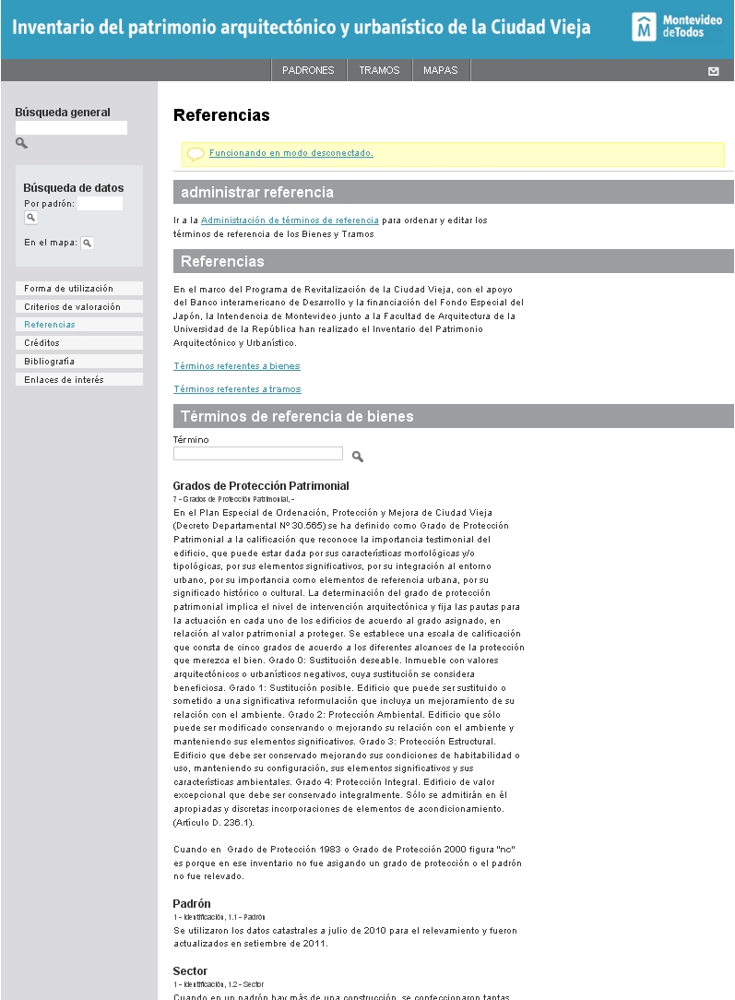 Inventario del patrimonio arquitectónico y urbanístico de la Ciudad Vieja
Montevideo
deTodos
PADRONES TRAMOS MAPAS
Búsqueda general
Búsqueda de datos
Por padrón:
En el mapa:
Forma de utilización
Criterios de valoración
Referencias
Créditos
Bibliografía
Enlaces de interés
Referencias
Funcionando en modo desconectado.
administrar referencia
Ir a la Administración de términos de referencia para ordenar y editar los
términos de referencia de los Bienes y Tramos
Referencias
En el marco del Programa de Revitalización de la Ciudad Vieja, con el apoyo
del Banco interamericano de Desarrollo y la financiación del Fondo Especial del
Japón, la Intendencia de Montevideo junto a la Facultad de Arquitectura de la
Universidad de la República han realizado el Inventario del Patrimonio
Arquitectónico y Urbanístico.
Términos referentes a bienes
Términos referentes a tramos
Términos de referencia de bienes
Término
Grados de Protección Patrimonial
7 - Grados de Protección Patrimonial, -
En el Plan Especial de Ordenación, Protección y Mejora de Ciudad Vieja
(Decreto Departamental Nº 30.565) se ha definido como Grado de Protección
Patrimonial a la calificación que reconoce la importancia testimonial del
edificio, que puede estar dada por sus características morfológicas y/o
tipológicas, por sus elementos significativos, por su integración al entorno
urbano, por su importancia como elementos de referencia urbana, por su
significado histórico o cultural. La determinación del grado de protección
patrimonial implica el nivel de intervención arquitectónica y fija las pautas para
la actuación en cada uno de los edificios de acuerdo al grado asignado, en
relación al valor patrimonial a proteger. Se establece una escala de calificación
que consta de cinco grados de acuerdo a los diferentes alcances de la protección
que merezca el bien. Grado 0: Sustitución deseable. Inmueble con valores
arquitectónicos o urbanísticos negativos, cuya sustitución se considera
beneficiosa. Grado 1: Sustitución posible. Edificio que puede ser sustituido o
sometido a una significativa reformulación que incluya un mejoramiento de su
relación con el ambiente. Grado 2: Protección Ambiental. Edificio que sólo
puede ser modificado conservando o mejorando su relación con el ambiente y
manteniendo sus elementos significativos. Grado 3: Protección Estructural.
Edificio que debe ser conservado mejorando sus condiciones de habitabilidad o
uso, manteniendo su configuración, sus elementos significativos y sus
características ambientales. Grado 4: Protección Integral. Edificio de valor
excepcional que debe ser conservado integralmente. Sólo se admitirán en él
apropiadas y discretas incorporaciones de elementos de acondicionamiento.
(Artículo D. 236.1).
Cuando en Grado de Protección 1983 o Grado de Protección 2000 figura "nc"
es porque en ese inventario no fue asigando un grado de protección o el padrón
no fue relevado.
Padrón
1 - Identificación, 1.1 - Padrón
Se utilizaron los datos catastrales a julio de 2010 para el relevamiento y fueron
actualizados en setiembre de 2011.
Sector
1 - Identificación, 1.2 - Sector
Cuando en un padrón hay más de una construcción, se confeccionaron tantas